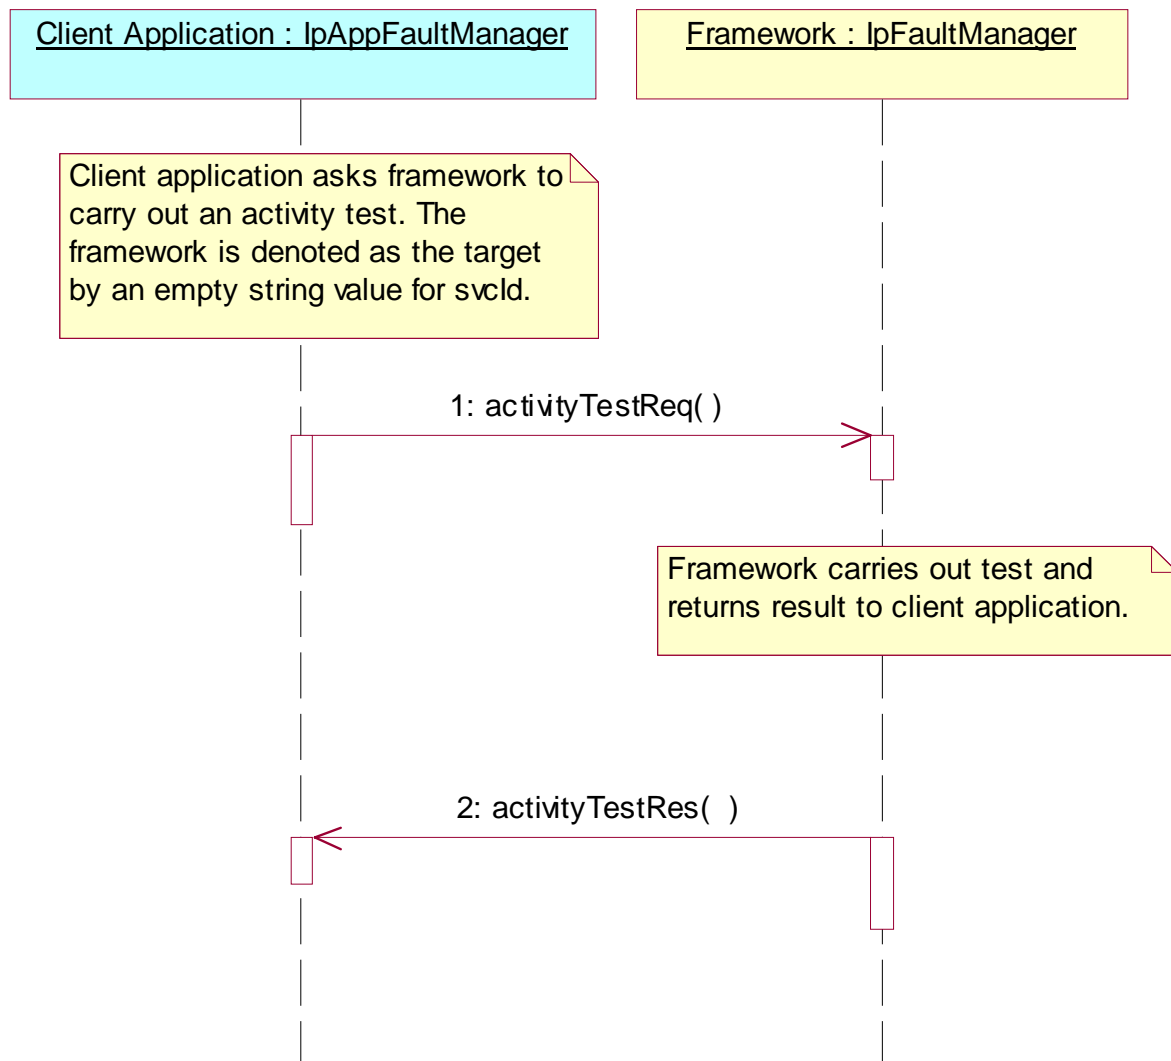 Client Application : IpAppFaultManager
Framework : IpFaultManager
Client application asks framework to
carry out an activity test. The
framework is denoted as the target
by an empty string value for svcId.
1: activityTestReq( )
Framework carries out test and
returns result to client application.
2: activityTestRes(  )